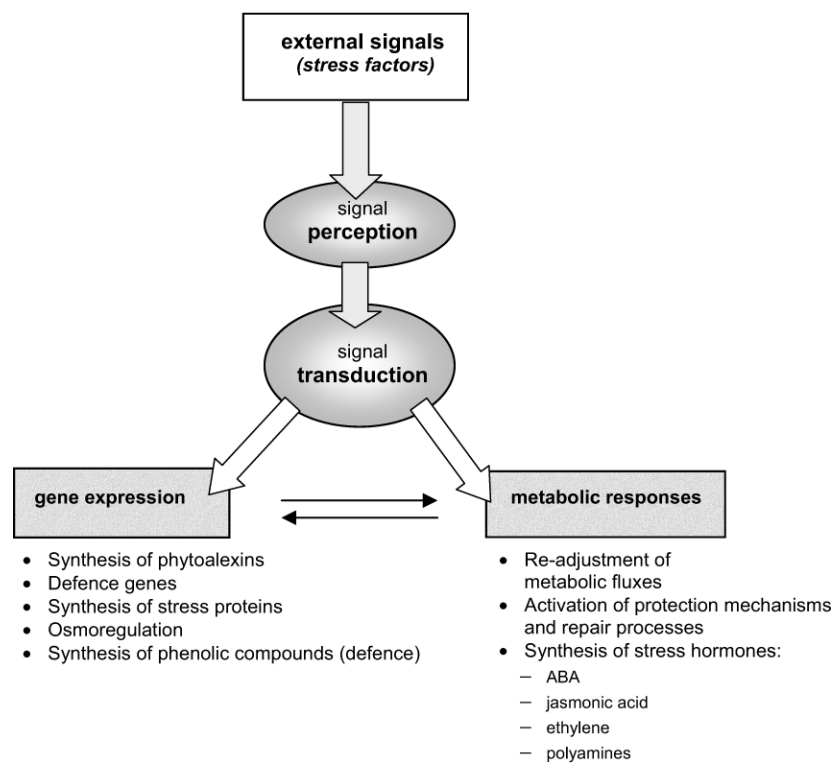 external signals
(stress factors)
signal
perception
signal
transduction
gene expression
metabolic responses
• Synthesis of phytoalexins
• Defence genes
• Synthesis of stress proteins
• Osmoregulation
• Synthesis of phenolic compounds (defence)
• Re-adjustment of
metabolic fluxes
• Activation of protection mechanisms
and repair processes
• Synthesis of stress hormones:
– ABA
– jasmonic acid
– ethylene
– polyamines